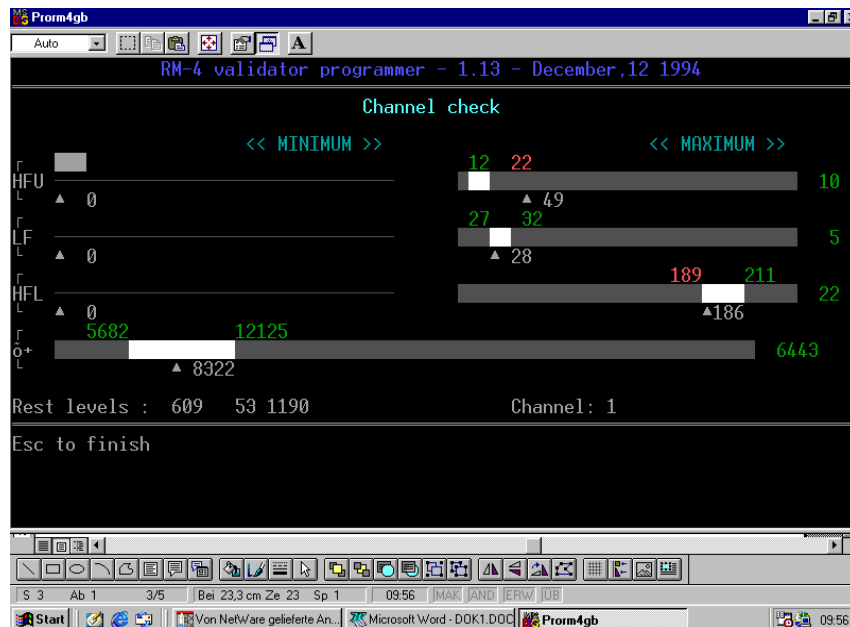 Prorm4gb
Auto
A
RM-4 validator programmer - 1.13 - December,12 1994
Channel check
<< MINIMUM >> << MAXIMUM >>
12 22
HFU 10
0 49
27 32
LF 5
0 28
189 211
HFL 22
0 186
5682 12125
õ+ 6443
8322
Rest levels : 609 53 1190 Channel: 1
Esc to finish
S 3 Ab 1 3/5 Bei 23,3 cm Ze 23 Sp 1 09:56 MAK ÄND ERW ÜB
Start Von NetWare gelieferte An... Microsoft Word - DOK1.DOC Prorm4gb 09:56